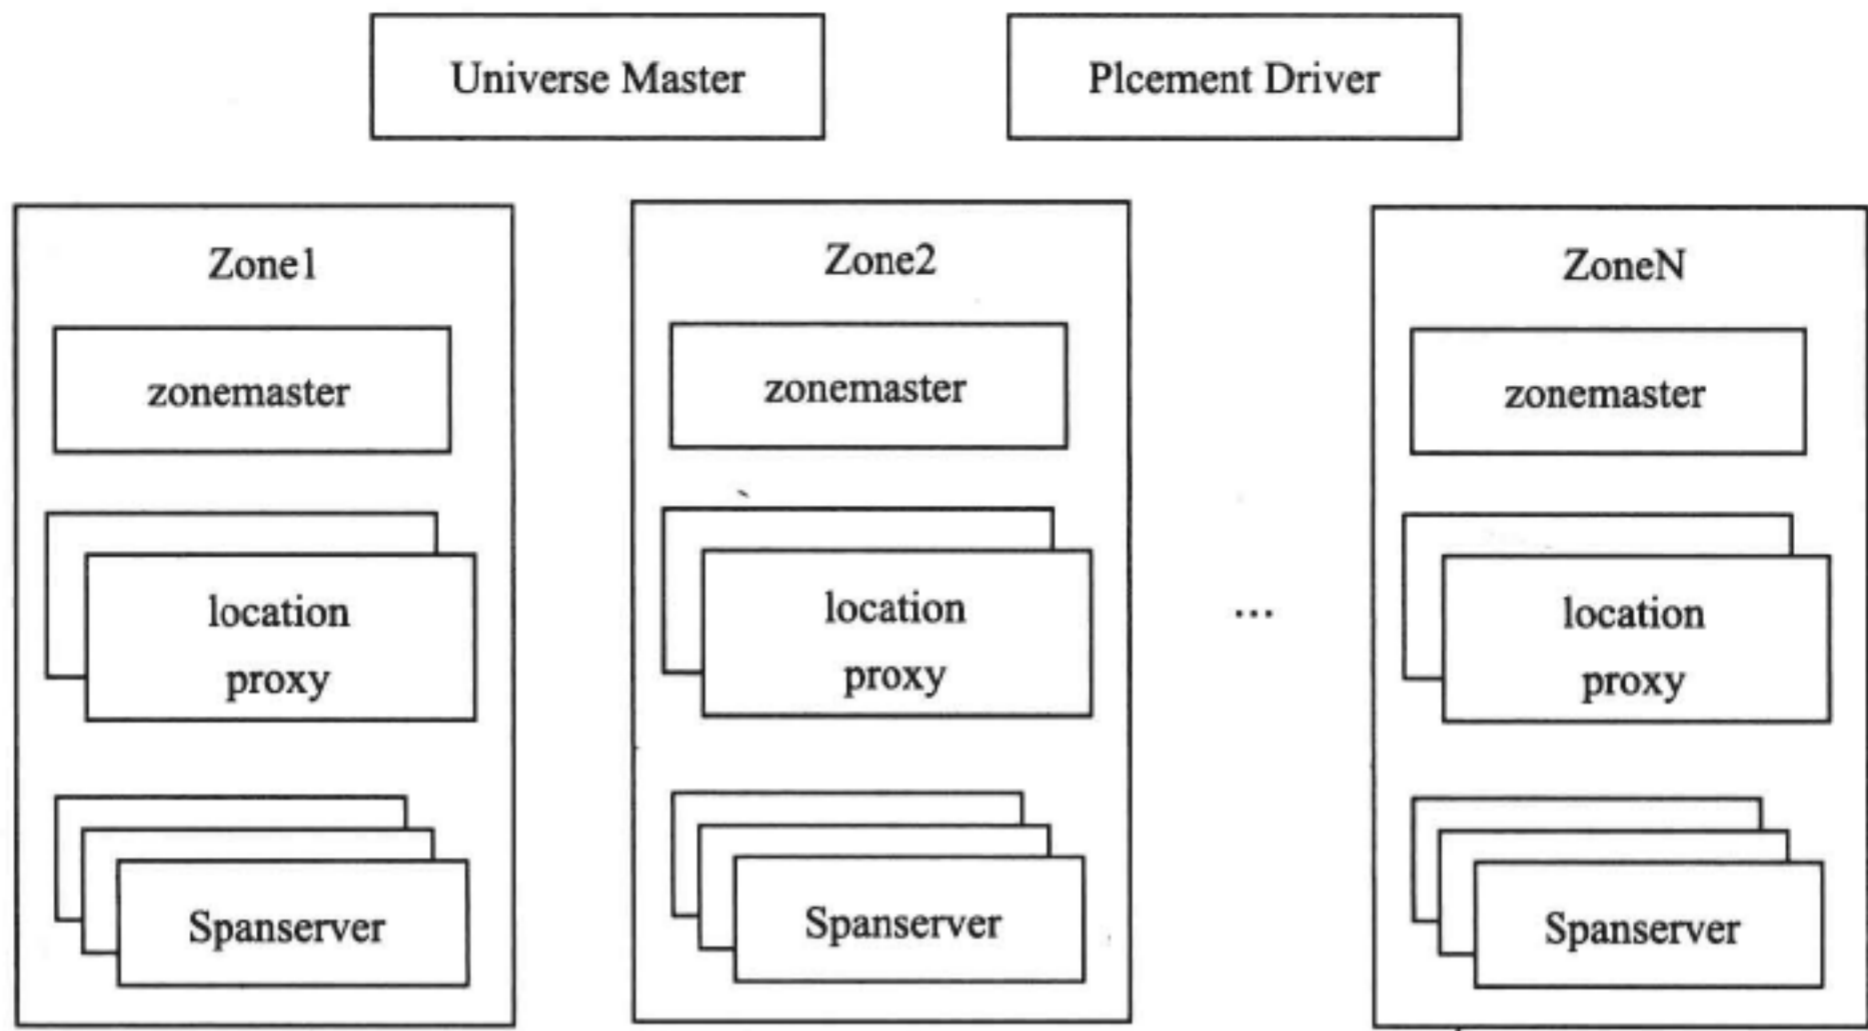 Universe Master
Plcement Driver
Zone1
zonemaster
location
proxy
Spanserver
Zone2
zonemaster
location
proxy
Spanserver
...
ZoneN
zonemaster
location
proxy
Spanserver